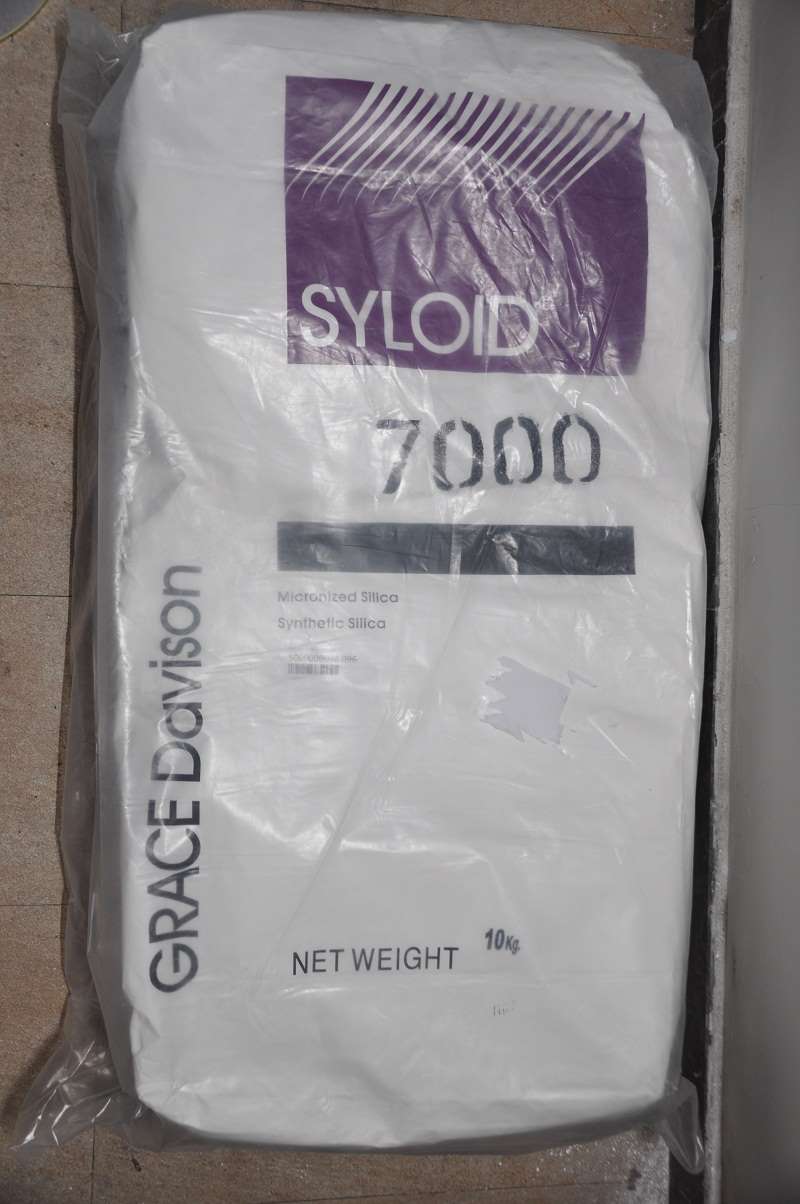 SYLOID
7000
Micronized Silica
Synthetic Silica
GRACE Davison
NET WEIGHT 10Kg.